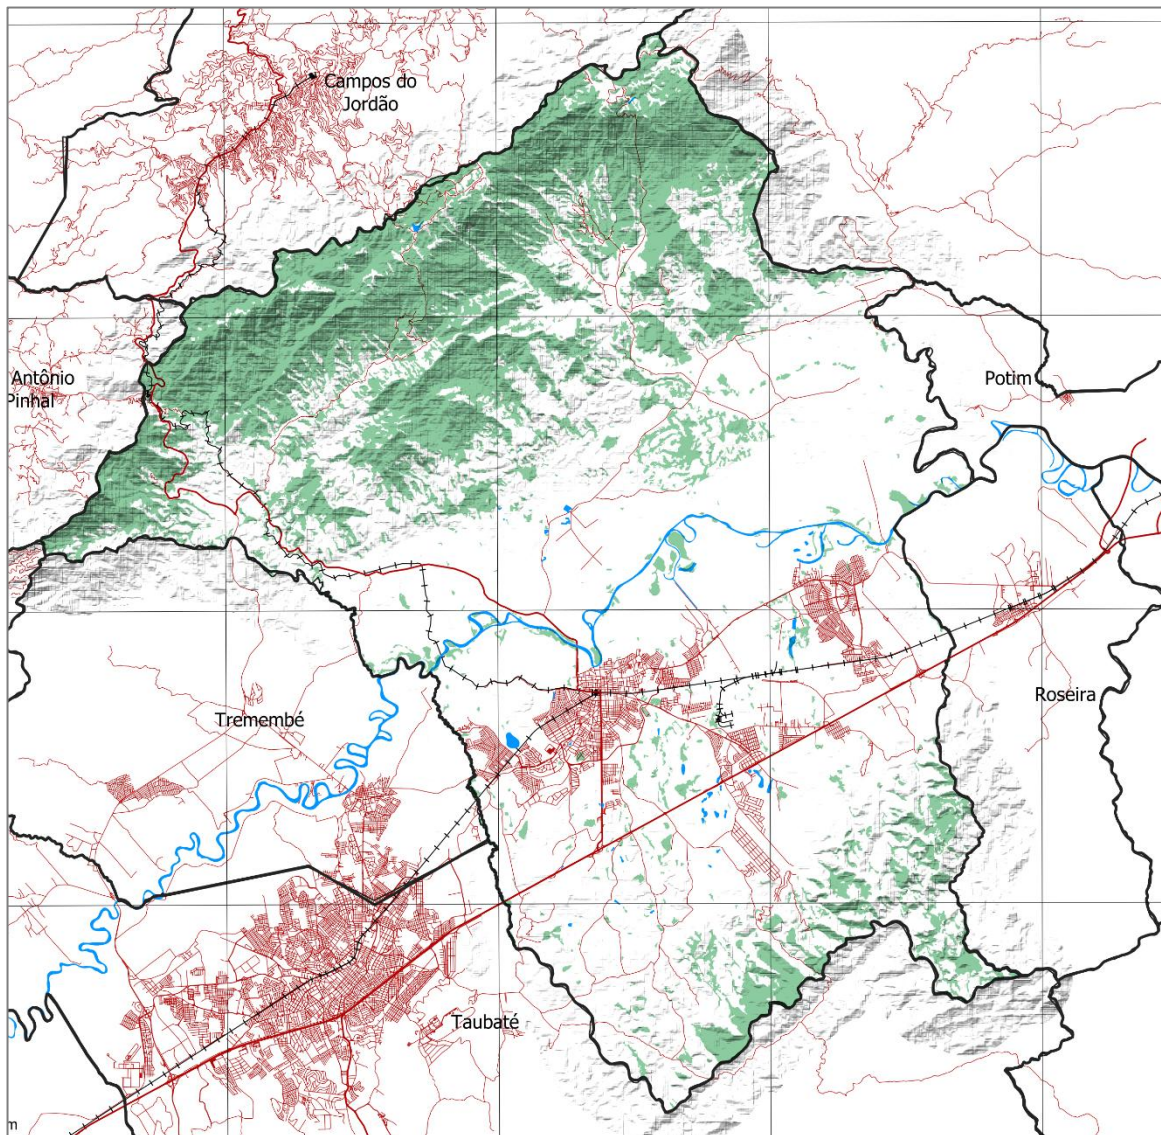 Campos do
Jordão
Antônio
Pinhal
Potim
Roseira
Tremembé
Taubaté
m